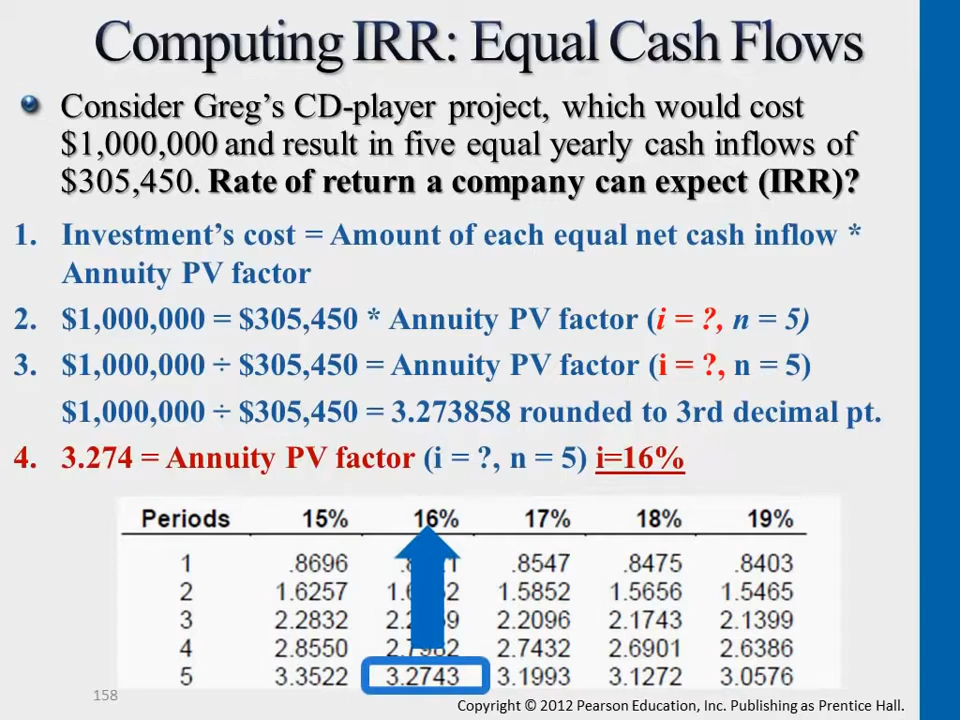 Computing IRR: Equal Cash Flows
Consider Greg's CD-player project, which would cost
$1,000,000 and result in five equal yearly cash inflows of
$305,450. Rate of return a company can expect (IRR)?
1. Investment's cost = Amount of each equal net cash inflow *
Annuity PV factor
2. $1,000,000 = $305,450 * Annuity PV factor (i = ?, n = 5)
3. $1,000,000 ÷ $305,450 = Annuity PV factor (i = ?, n = 5)
$1,000,000 ÷ $305,450 = 3.273858 rounded to 3rd decimal pt.
4. 3.274 = Annuity PV factor (i = ?, n = 5) i=16%
Periods 15% 16% 17% 18% 19%
1 .8696 .8547 .8475 .8403
2 1.6257 1.5852 1.5656 1.5465
3 2.2832 2.2096 2.1743 2.1399
4 2.8550 2.7982 2.7432 2.6901 2.6386
5 3.3522 3.2743 3.1993 3.1272 3.0576
158
Copyright © 2012 Pearson Education, Inc. Publishing as Prentice Hall.